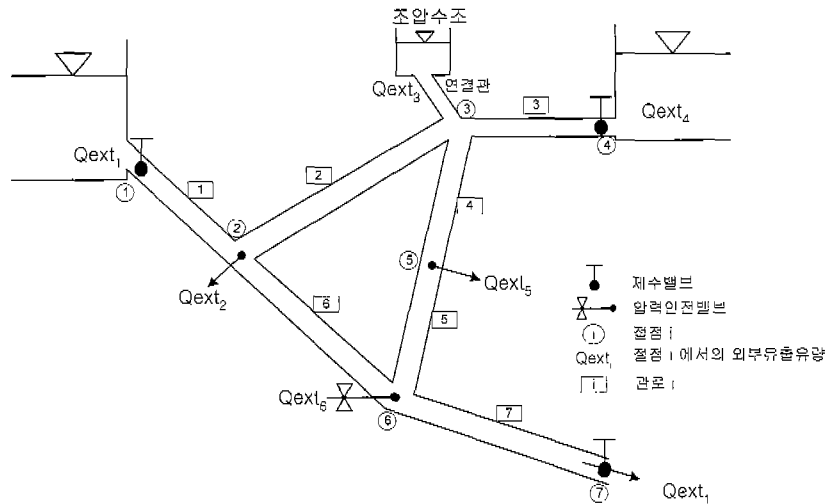 조압수조
Qext₃
연결관
③
3
Qext₄
④
Qext₁
①
1
2
②
Qext₂
4
⑤
Qext₅
6
5
Qext₆
⑥
7
⑦
Qext₁
제수밸브
압력안전밸브
ⓘ 절점 i
Qextᵢ 절점 i 에서의 외부유출유량
i 관로 i